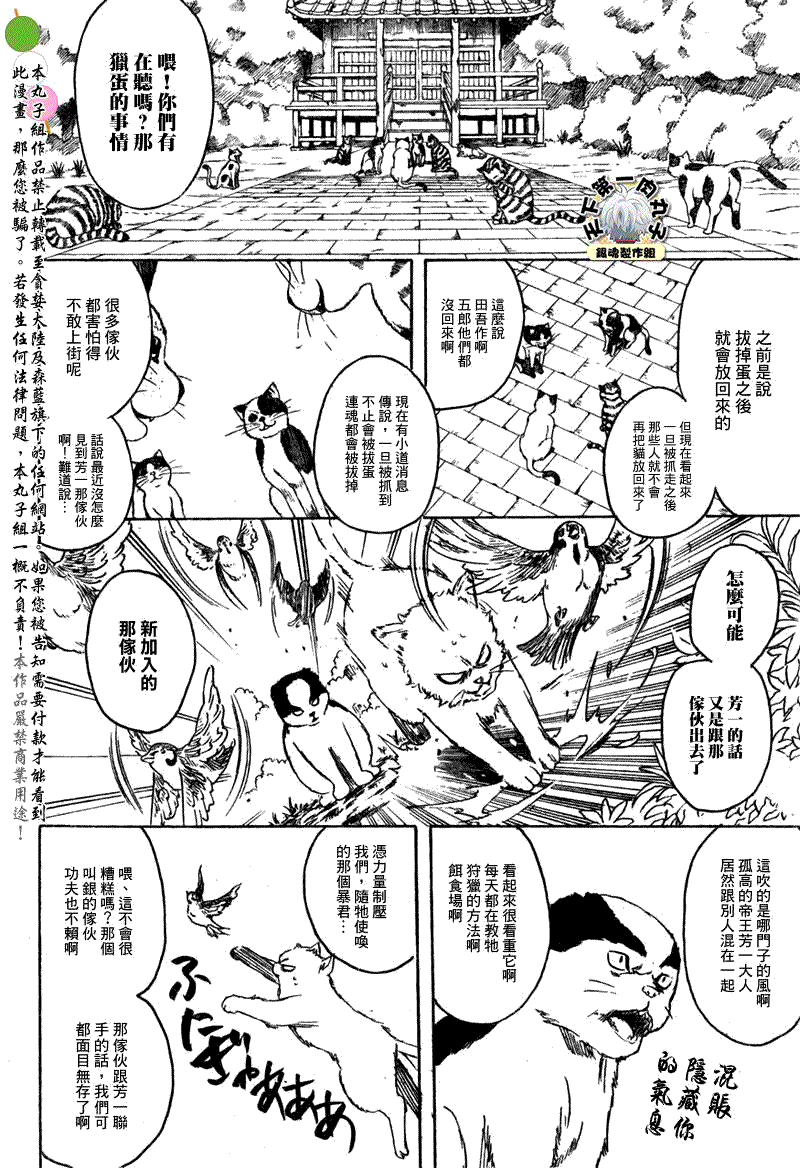 喂！你們有
在聽嗎？那
獵蛋的事情
天下第一白丸子
銀魂製作組
之前是說
拔掉蛋之後
就會放回來的
但現在看起來
一旦被抓走之後
那些人就不會
再把貓放回來了
這麼說
田吾作啊
五郎他們都
沒回來啊
現在有小道消息
傳說，一旦被抓到
不止會被拔蛋
連魂都會被拔掉
很多傢伙
都害怕得
不敢上街呢
話說最近沒怎麼
見到芳一那傢伙
啊！難道說…
怎麼可能
芳一的話
又是跟那
傢伙出去了
新加入的
那傢伙
這吹的是哪門子的風啊
孤高的帝王芳一大人
居然跟別人混在一起
混賬
隱藏你
的氣息
看起來很看重它啊
每天都在教牠
狩獵的方法啊
餌食場啊
憑力量制壓
我們，隨牠使喚
的那個暴君…
ふにぎゃあああ
喂、這不會很
糟糕嗎？那個
叫銀的傢伙
功夫也不賴啊
那傢伙跟芳一聯
手的話，我們可
都面目無存了啊
本丸子組作品禁止轉載至貪婪大陸及森藍旗下的任何網站。如果您被告知需要付款才能看到
此漫畫，那麼您被騙了。若發生任何法律問題，本丸子組一概不負責！本作品嚴禁商業用途！